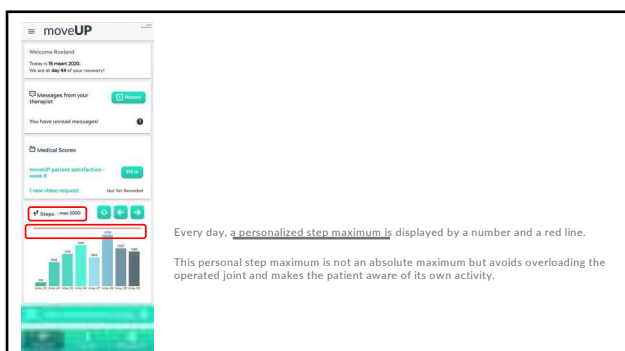 moveUP
Welcome Roeland
Today is 16 maart 2020.
We are at day 44 of your recovery!
Messages from your
therapist
History
You have unread messages!
Medical Scores
moveUP patient satisfaction -
week 6
Fill in
1 new video request
Not Yet Recorded
Steps - max 2000
Every day, a personalized step maximum is displayed by a number and a red line.
This personal step maximum is not an absolute maximum but avoids overloading the
operated joint and makes the patient aware of its own activity.